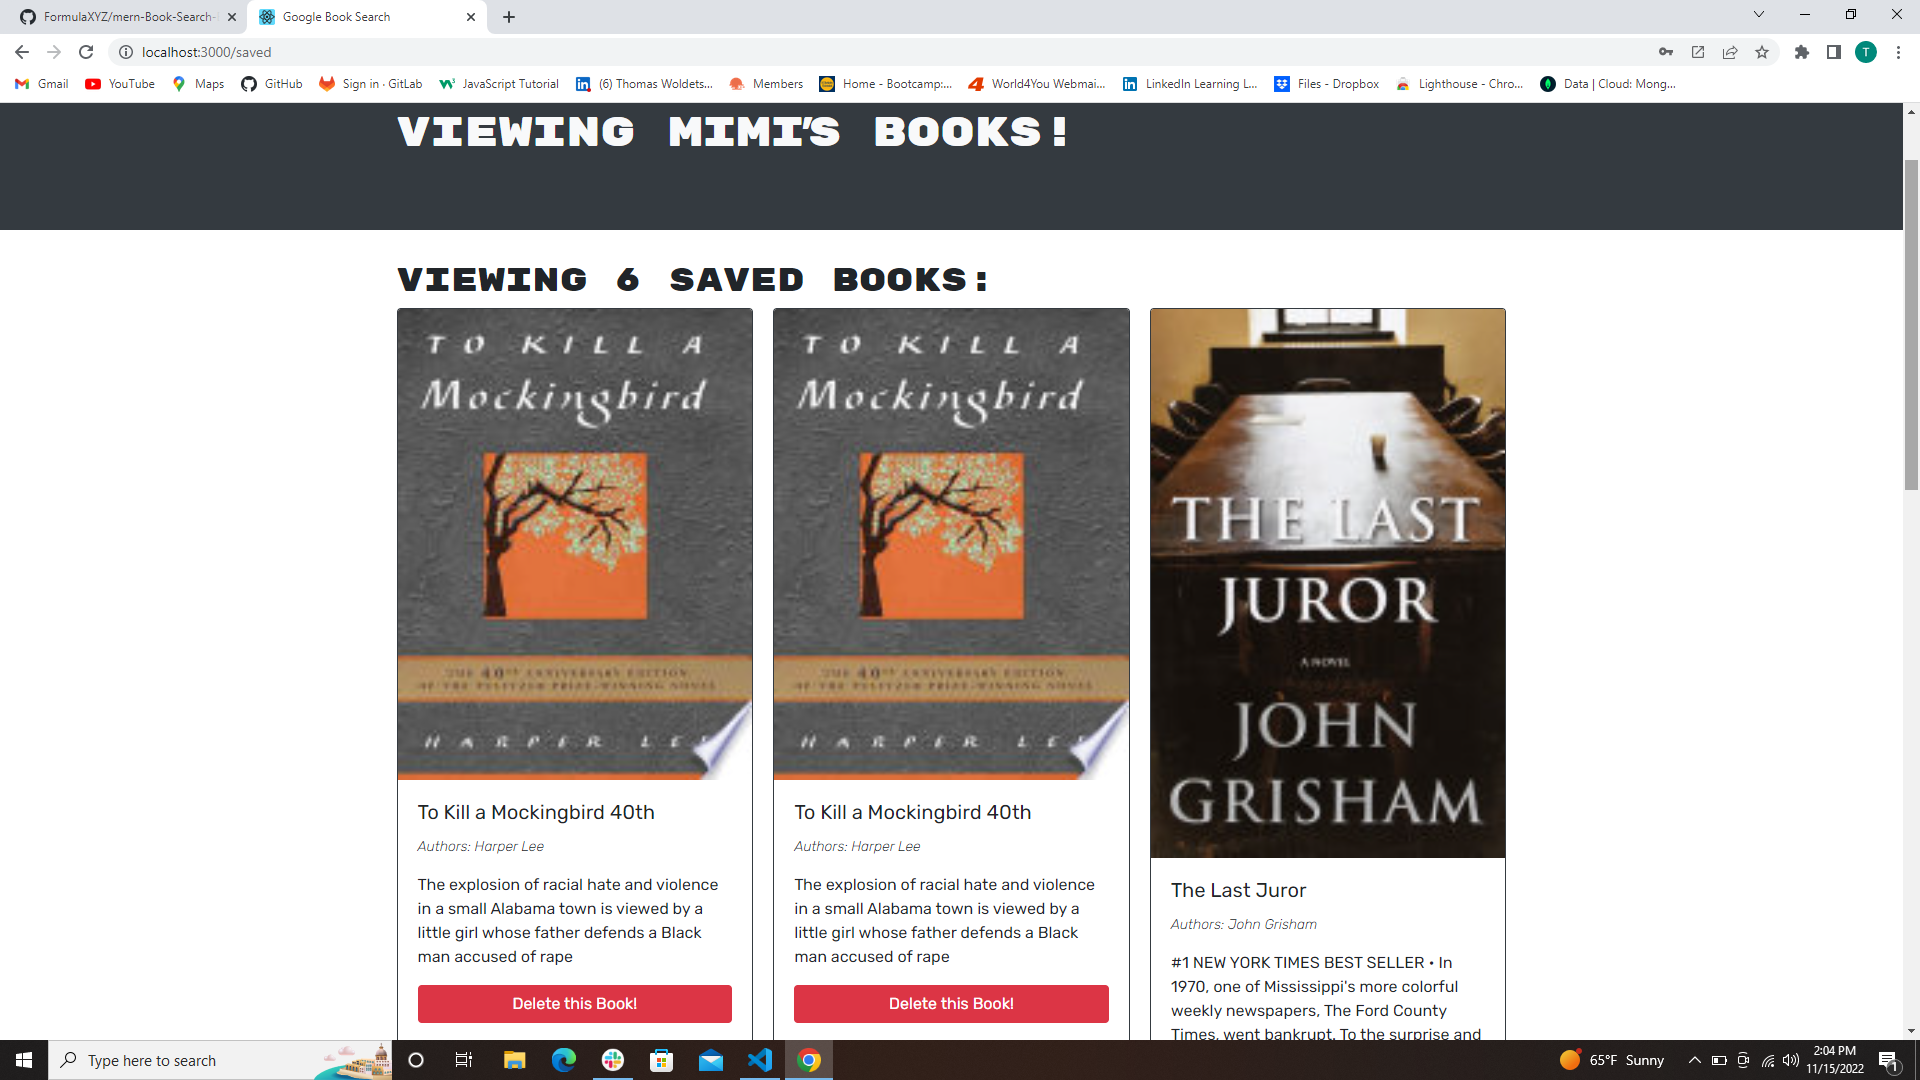 FormulaXYZ/mern-Book-Search-
Google Book Search
localhost:3000/saved
T
Gmail
YouTube
Maps
GitHub
Sign in · GitLab
JavaScript Tutorial
(6) Thomas Woldets...
Members
Home - Bootcamp:...
World4You Webmai...
LinkedIn Learning L...
Files - Dropbox
Lighthouse - Chro...
Data | Cloud: Mong...
VIEWING MIMI'S BOOKS!
VIEWING 6 SAVED BOOKS:
TO KILL A
Mockingbird
THE 40TH ANNIVERSARY EDITION
OF THE PULITZER PRIZE-WINNING NOVEL
HARPER LEE
To Kill a Mockingbird 40th
Authors: Harper Lee
The explosion of racial hate and violence
in a small Alabama town is viewed by a
little girl whose father defends a Black
man accused of rape
Delete this Book!
TO KILL A
Mockingbird
THE 40TH ANNIVERSARY EDITION
OF THE PULITZER PRIZE-WINNING NOVEL
HARPER LEE
To Kill a Mockingbird 40th
Authors: Harper Lee
The explosion of racial hate and violence
in a small Alabama town is viewed by a
little girl whose father defends a Black
man accused of rape
Delete this Book!
THE LAST
JUROR
A NOVEL
JOHN
GRISHAM
The Last Juror
Authors: John Grisham
#1 NEW YORK TIMES BEST SELLER • In
1970, one of Mississippi's more colorful
weekly newspapers, The Ford County
Times, went bankrupt. To the surprise and
Type here to search
65°F Sunny
2:04 PM
11/15/2022
1